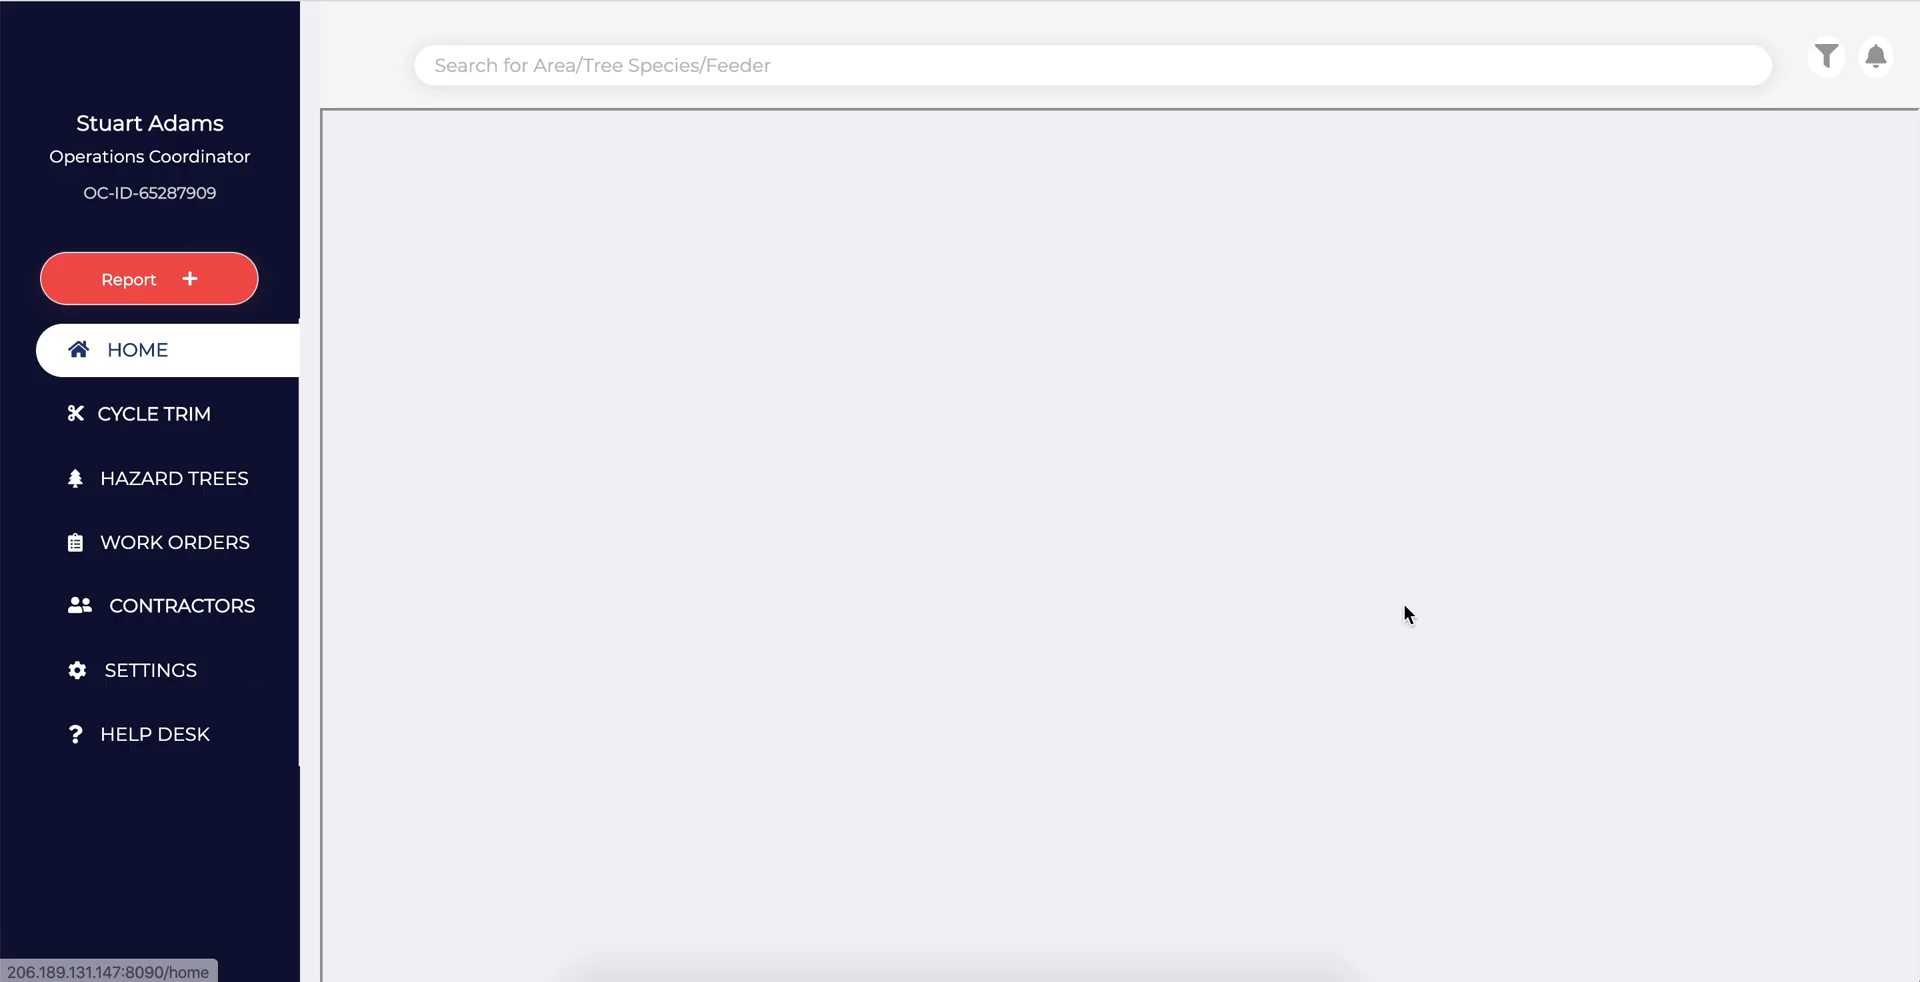 Search for Area/Tree Species/Feeder
Stuart Adams
Operations Coordinator
OC-ID-65287909
Report +
HOME
CYCLE TRIM
HAZARD TREES
WORK ORDERS
CONTRACTORS
SETTINGS
HELP DESK
206.189.131.147:8090/home